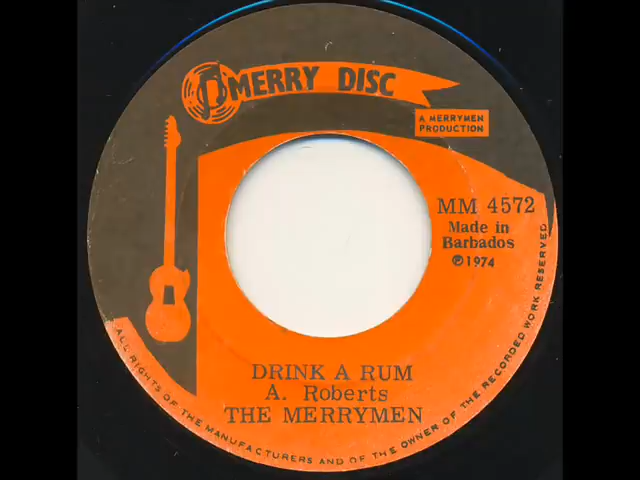 MERRY DISC
A MERRYMEN
PRODUCTION
MM 4572
Made in
Barbados
℗1974
DRINK A RUM
A. Roberts
THE MERRYMEN
ALL RIGHTS OF THE MANUFACTURERS AND OF THE OWNER OF THE RECORDED WORK RESERVED